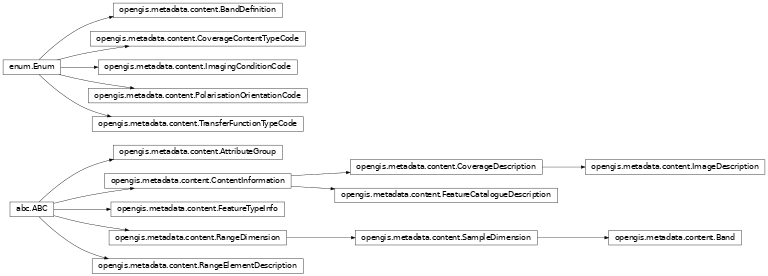 opengis.metadata.content.BandDefinition
opengis.metadata.content.CoverageContentTypeCode
enum.Enum
opengis.metadata.content.ImagingConditionCode
opengis.metadata.content.PolarisationOrientationCode
opengis.metadata.content.TransferFunctionTypeCode
opengis.metadata.content.AttributeGroup
opengis.metadata.content.CoverageDescription
opengis.metadata.content.ImageDescription
opengis.metadata.content.ContentInformation
opengis.metadata.content.FeatureCatalogueDescription
abc.ABC
opengis.metadata.content.FeatureTypeInfo
opengis.metadata.content.RangeDimension
opengis.metadata.content.SampleDimension
opengis.metadata.content.Band
opengis.metadata.content.RangeElementDescription